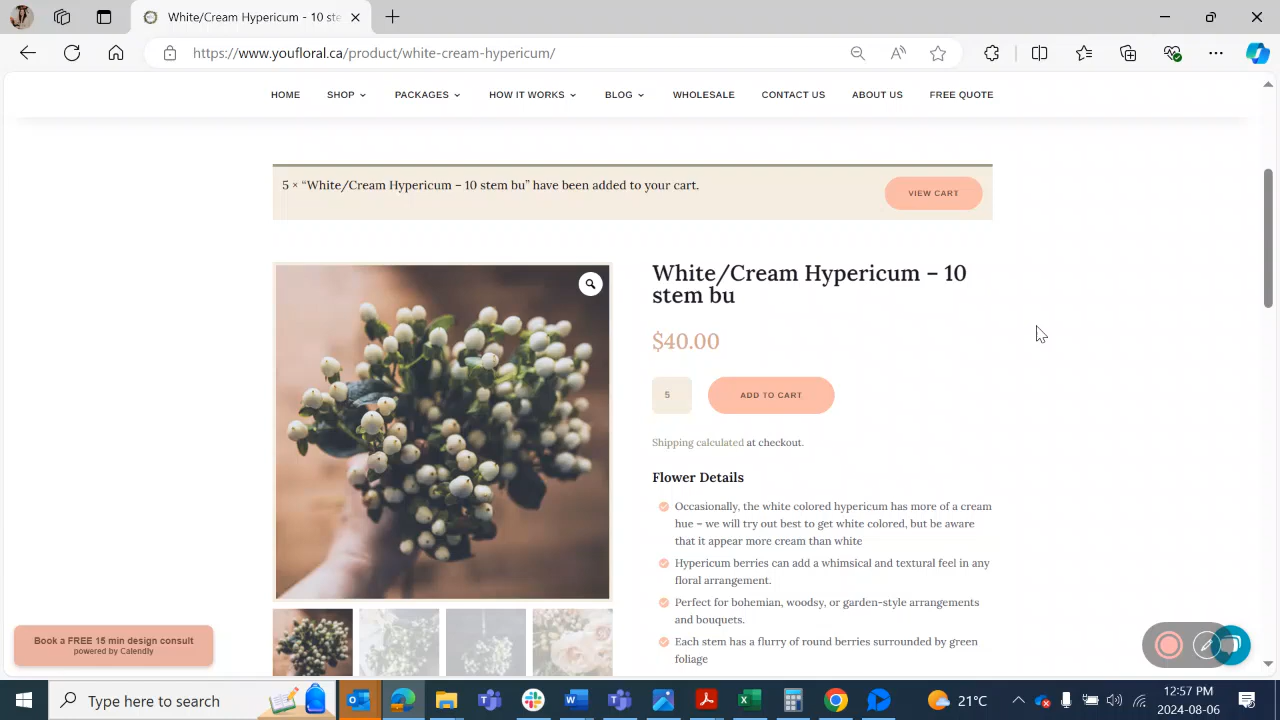 White/Cream Hypericum - 10 ste
https://www.youfloral.ca/product/white-cream-hypericum/
HOME SHOP PACKAGES HOW IT WORKS BLOG WHOLESALE CONTACT US ABOUT US FREE QUOTE
5 × “White/Cream Hypericum – 10 stem bu” have been added to your cart.
VIEW CART
White/Cream Hypericum – 10
stem bu
$40.00
5 ADD TO CART
Shipping calculated at checkout.
Flower Details
Occasionally, the white colored hypericum has more of a cream
hue – we will try out best to get white colored, but be aware
that it appear more cream than white
Hypericum berries can add a whimsical and textural feel in any
floral arrangement.
Perfect for bohemian, woodsy, or garden-style arrangements
and bouquets.
Each stem has a flurry of round berries surrounded by green
foliage
Book a FREE 15 min design consult
powered by Calendly
Type here to search
21°C
12:57 PM
2024-08-06